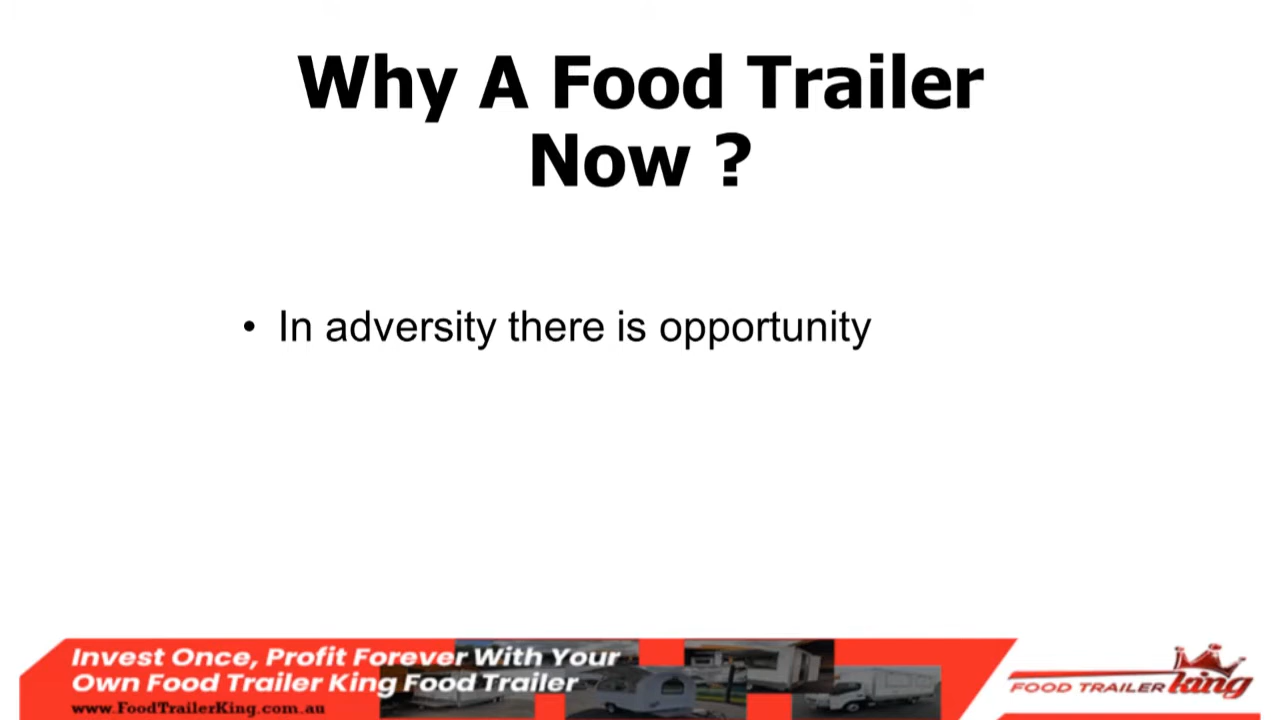 Why A Food Trailer
Now ?
• In adversity there is opportunity
Invest Once, Profit Forever With Your
Own Food Trailer King Food Trailer
www.FoodTrailerKing.com.au
FOOD TRAILER king